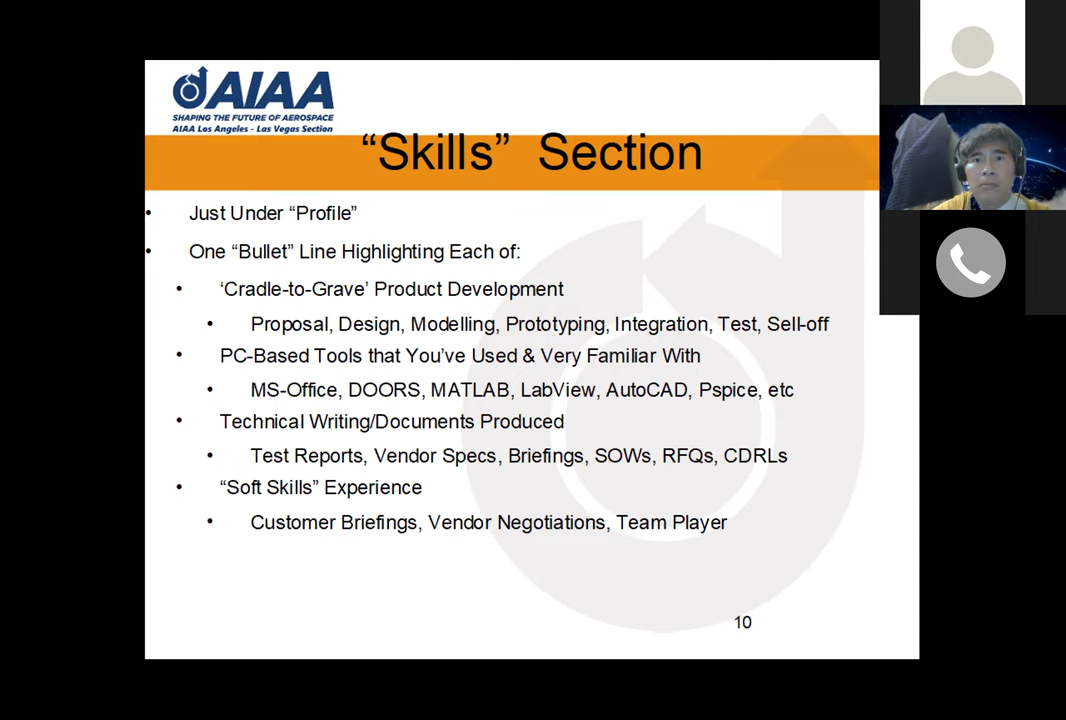 AIAA
SHAPING THE FUTURE OF AEROSPACE
AIAA Los Angeles - Las Vegas Section
“Skills” Section
• Just Under “Profile”
• One “Bullet” Line Highlighting Each of:
• ‘Cradle-to-Grave’ Product Development
• Proposal, Design, Modelling, Prototyping, Integration, Test, Sell-off
• PC-Based Tools that You’ve Used & Very Familiar With
• MS-Office, DOORS, MATLAB, LabView, AutoCAD, Pspice, etc
• Technical Writing/Documents Produced
• Test Reports, Vendor Specs, Briefings, SOWs, RFQs, CDRLs
• “Soft Skills” Experience
• Customer Briefings, Vendor Negotiations, Team Player
10